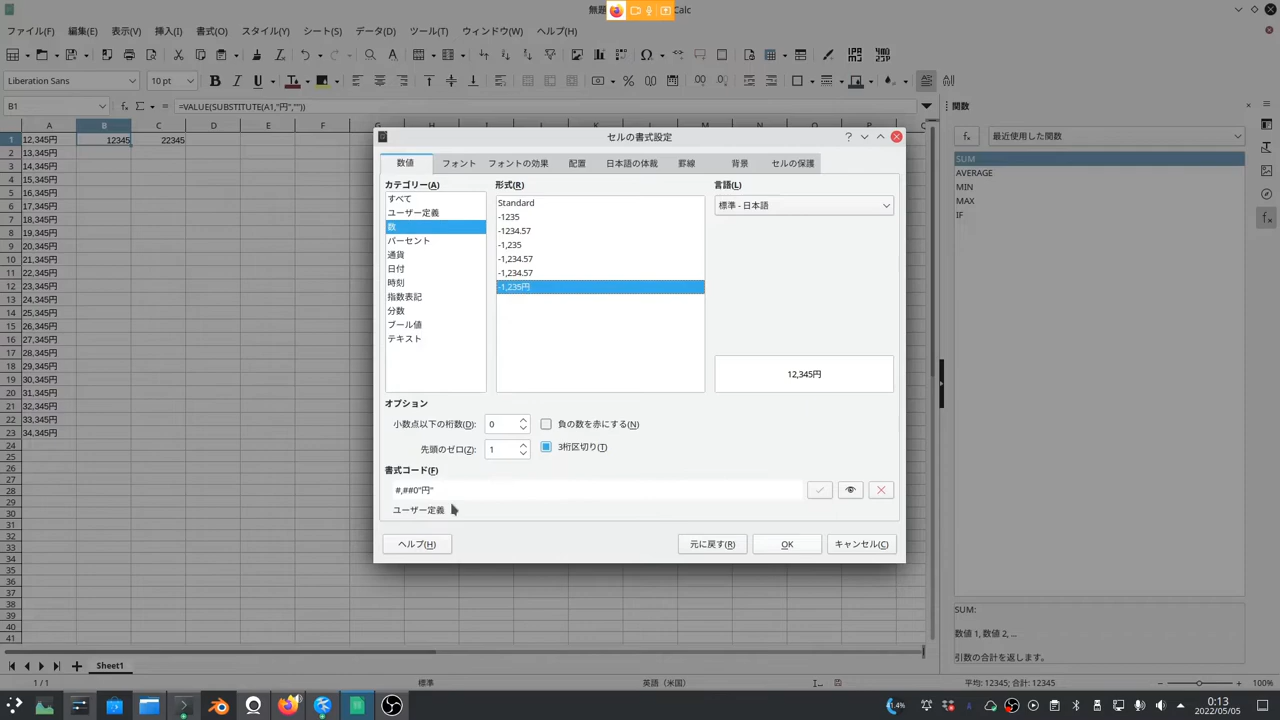 無題
Calc
ファイル(F) 編集(E) 表示(V) 挿入(I) 書式(O) スタイル(Y) シート(S) データ(D) ツール(T) ウィンドウ(W) ヘルプ(H)
Liberation Sans 10 pt
B1 =VALUE(SUBSTITUTE(A1,"円",""))
関数
最近使用した関数
SUM
AVERAGE
MIN
MAX
IF
A B C D E F G H I J K L M N O P
1 12,345円 12345 22345
2 13,345円
3 14,345円
4 15,345円
5 16,345円
6 17,345円
7 18,345円
8 19,345円
9 20,345円
10 21,345円
11 22,345円
12 23,345円
13 24,345円
14 25,345円
15 26,345円
16 27,345円
17 28,345円
18 29,345円
19 30,345円
20 31,345円
21 32,345円
22 33,345円
23 34,345円
24
25
26
27
28
29
30
31
32
33
34
35
36
37
38
39
40
41
セルの書式設定
数値 フォント フォントの効果 配置 日本語の体裁 罫線 背景 セルの保護
カテゴリー(A) 形式(R) 言語(L)
すべて
ユーザー定義
数
パーセント
通貨
日付
時刻
指数表記
分数
ブール値
テキスト
Standard
-1235
-1234.57
-1,235
-1,234.57
-1,234.57
-1,235円
標準 - 日本語
12,345円
オプション
小数点以下の桁数(D): 0 負の数を赤にする(N)
先頭のゼロ(Z): 1 3桁区切り(T)
書式コード(F)
#,##0"円"
ユーザー定義
ヘルプ(H) 元に戻す(R) OK キャンセル(C)
SUM:
数値 1, 数値 2, ...
引数の合計を返します。
Sheet1
1 / 1 標準 英語 (米国) 平均: 12345; 合計: 12345 100%
41.4%
0:13
2022/05/05